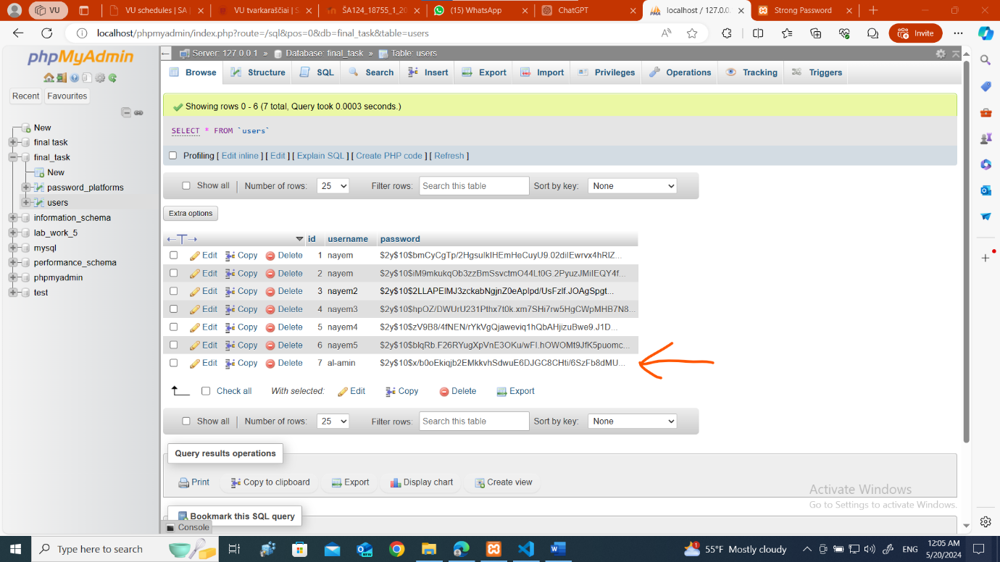 VU
VU schedules | SA |
VU tvarkaraščiai | S
ŠA124_18755_1_20
(15) WhatsApp
ChatGPT
localhost / 127.0.0.
Strong Password
localhost/phpmyadmin/index.php?route=/sql&pos=0&db=final_task&table=users
Invite
phpMyAdmin
Recent Favourites
New
final task
final_task
New
password_platforms
users
information_schema
lab_work_5
mysql
performance_schema
phpmyadmin
test
Server: 127.0.0.1 » Database: final_task » Table: users
Browse Structure SQL Search Insert Export Import Privileges Operations Tracking Triggers
Showing rows 0 - 6 (7 total, Query took 0.0003 seconds.)
SELECT * FROM `users`
Profiling [ Edit inline ] [ Edit ] [ Explain SQL ] [ Create PHP code ] [ Refresh ]
Show all | Number of rows: 25 Filter rows: Search this table Sort by key: None
Extra options
id username password
Edit Copy Delete 1 nayem $2y$10$bmCyCgTp/2HgsulkIHEmHeCuyU9.02dilEwrvx4hRIZ...
Edit Copy Delete 2 nayem $2y$10$iM9mkukqOb3zzBmSsvctmO44Lt0G.2PyuzJMiIEQY4f...
Edit Copy Delete 3 nayem2 $2y$10$2LLAPElMJ3zckabNgjnZ0eAplpd/UsFzlf.JOAgSpgt...
Edit Copy Delete 4 nayem3 $2y$10$hpOZ/DWUrU231Pthx7t0k.xm7SHi7rw5HgCWpMHB7N8...
Edit Copy Delete 5 nayem4 $2y$10$zV9B8/4fNEN/rYkVgQjaweviq1hQbAHjizuBwe9.J1D...
Edit Copy Delete 6 nayem5 $2y$10$blqRb.F26RYugXpVnE3OKu/wFl.hOWOMt9JfK5puomc...
Edit Copy Delete 7 al-amin $2y$10$x/b0oEkiqjb2EMkkvhSdwuE6DJGC8CHti/6SzFb8dMU...
Check all With selected: Edit Copy Delete Export
Show all | Number of rows: 25 Filter rows: Search this table Sort by key: None
Query results operations
Print Copy to clipboard Export Display chart Create view
Activate Windows
Go to Settings to activate Windows.
Bookmark this SQL query
Console
Type here to search
55°F Mostly cloudy
ENG
12:05 AM
5/20/2024